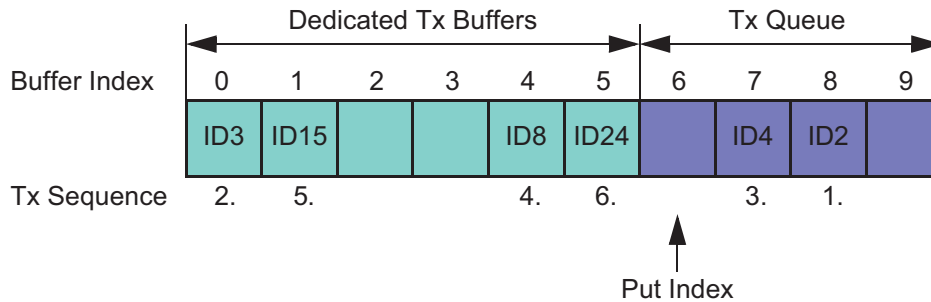 Dedicated Tx Buffers Tx Queue
Buffer Index 0 1 2 3 4 5 6 7 8 9
ID3 ID15 ID8 ID24 ID4 ID2
Tx Sequence 2. 5. 4. 6. 3. 1.
Put Index